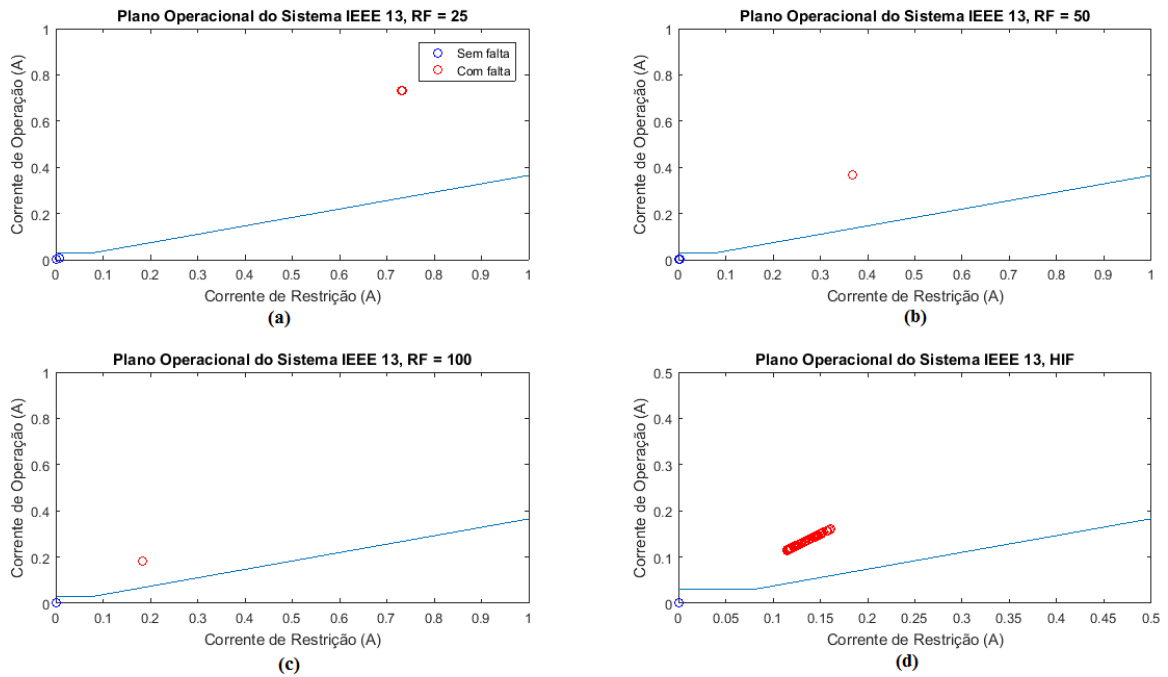 Plano Operacional do Sistema IEEE 13, RF = 25
Corrente de Operação (A)
1
0.8
0.6
0.4
0.2
0
Sem falta
Com falta
0 0.1 0.2 0.3 0.4 0.5 0.6 0.7 0.8 0.9 1
Corrente de Restrição (A)
(a)
Plano Operacional do Sistema IEEE 13, RF = 50
Corrente de Operação (A)
1
0.8
0.6
0.4
0.2
0
0 0.1 0.2 0.3 0.4 0.5 0.6 0.7 0.8 0.9 1
Corrente de Restrição (A)
(b)
Plano Operacional do Sistema IEEE 13, RF = 100
Corrente de Operação (A)
1
0.8
0.6
0.4
0.2
0
0 0.1 0.2 0.3 0.4 0.5 0.6 0.7 0.8 0.9 1
Corrente de Restrição (A)
(c)
Plano Operacional do Sistema IEEE 13, HIF
Corrente de Operação (A)
0.5
0.4
0.3
0.2
0.1
0
0 0.05 0.1 0.15 0.2 0.25 0.3 0.35 0.4 0.45 0.5
Corrente de Restrição (A)
(d)